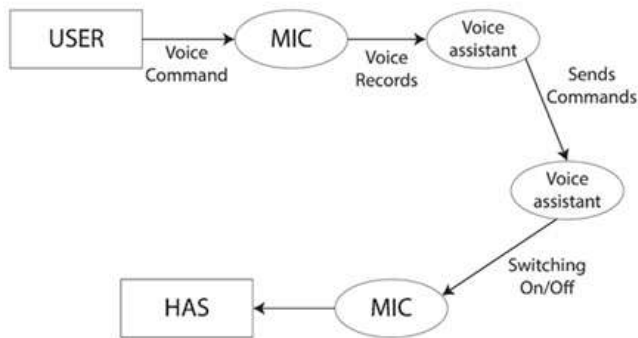 USER
Voice
Command
MIC
Voice
Records
Voice
assistant
Sends
Commands
Voice
assistant
Switching
On/Off
MIC
HAS